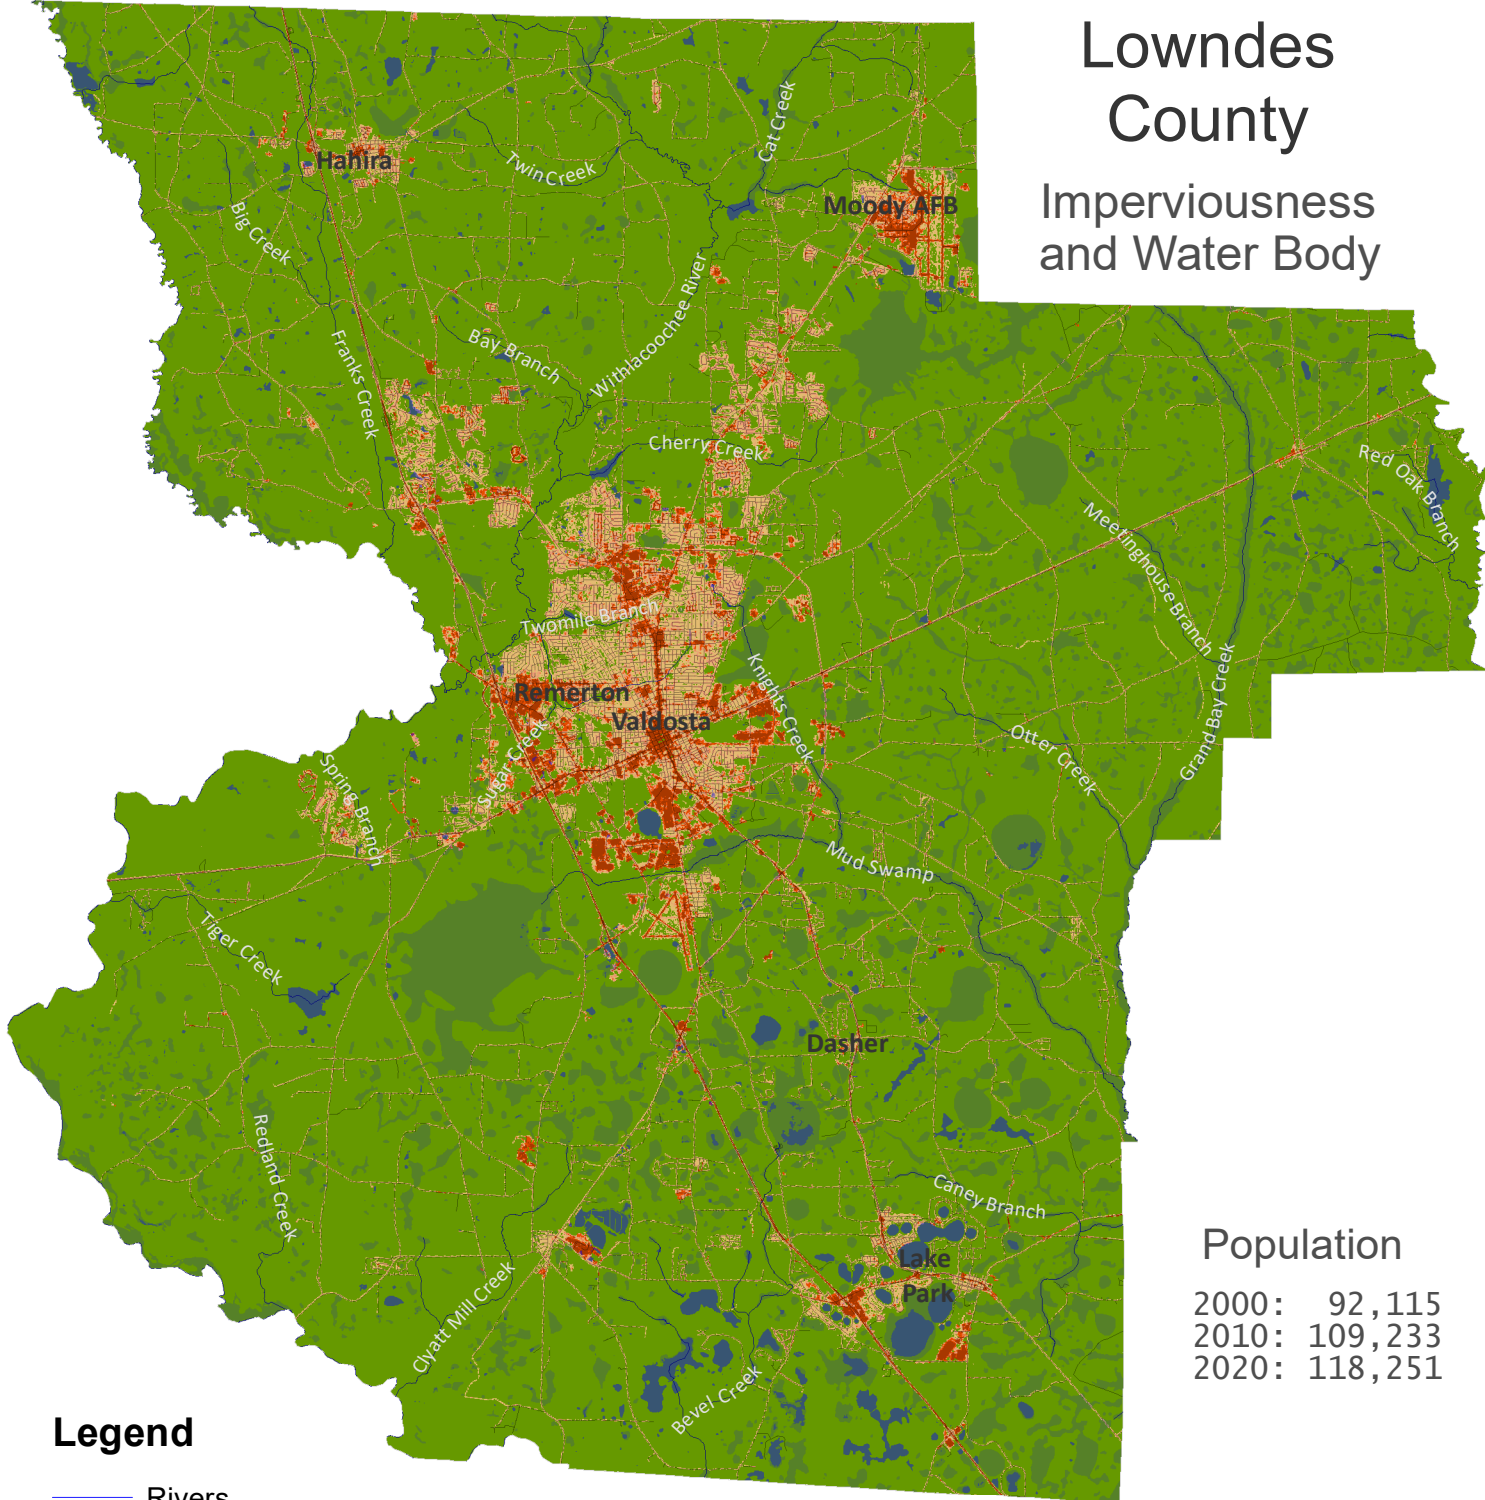 Lowndes
County
Imperviousness
and Water Body
Cat Creek
Hahira
Twin Creek
Moody AFB
Big Creek
Withlacoochee River
Franks Creek
Bay Branch
Cherry Creek
Red Oak Branch
Meetinghouse Branch
Twomile Branch
Knights Creek
Remerton
Valdosta
Grand Bay Creek
Otter Creek
Sugar Creek
Spring Branch
Mud Swamp
Tiger Creek
Dasher
Redland Creek
Caney Branch
Lake
Park
Clyatt Mill Creek
Bevel Creek
Population
2000: 92,115
2010: 109,233
2020: 118,251
Legend
Rivers